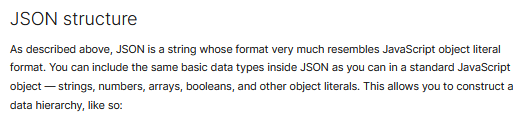 JSON structure
As described above, JSON is a string whose format very much resembles JavaScript object literal
format. You can include the same basic data types inside JSON as you can in a standard JavaScript
object — strings, numbers, arrays, booleans, and other object literals. This allows you to construct a
data hierarchy, like so: